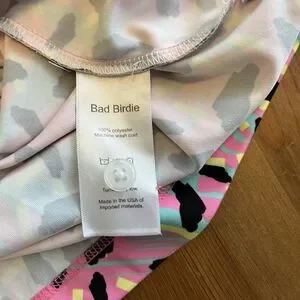 Bad Birdie
100% polyester
Machine wash cold
Made in the USA of
imported materials.